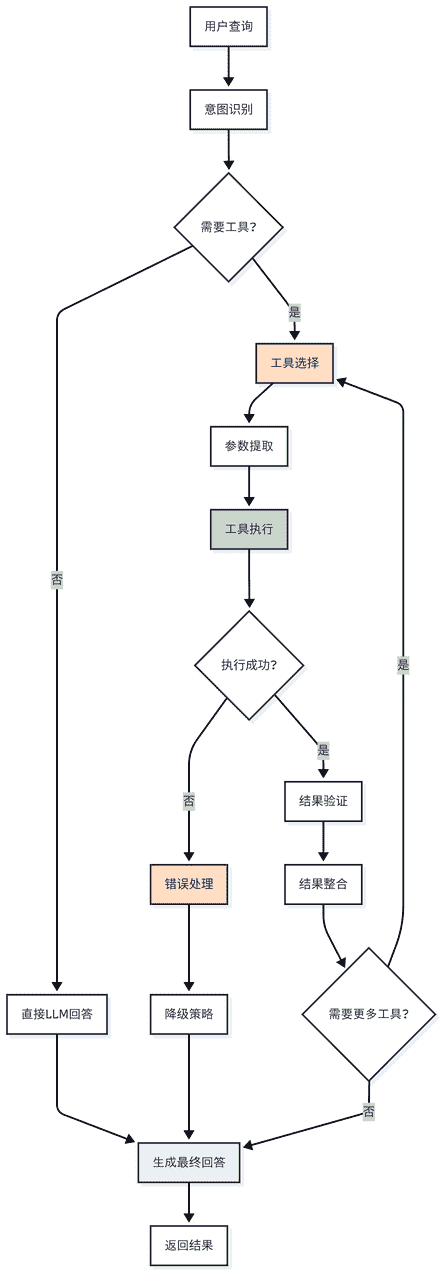 用户查询
意图识别
需要工具？
是
工具选择
参数提取
工具执行
否
执行成功？
是
是
结果验证
否
错误处理
结果整合
直接LLM回答
降级策略
需要更多工具？
否
生成最终回答
返回结果